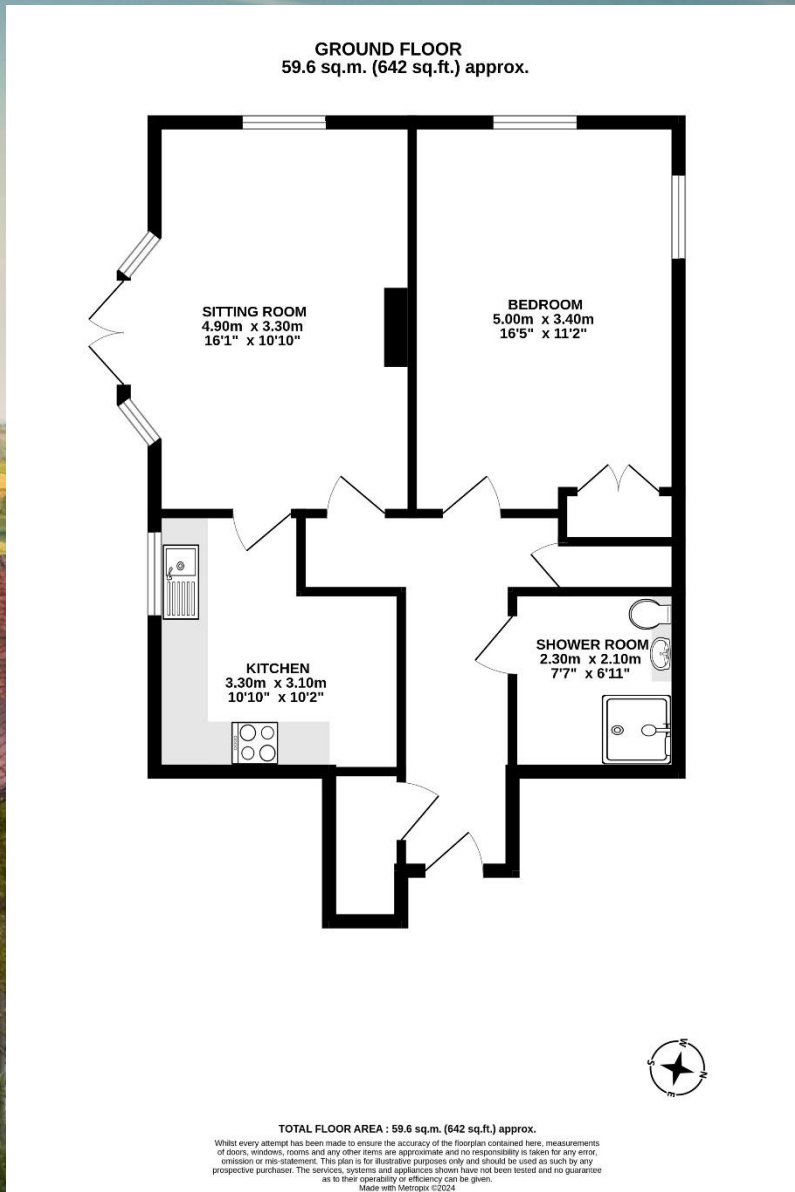 GROUND FLOOR
59.6 sq.m. (642 sq.ft.) approx.
SITTING ROOM
4.90m x 3.30m
16'1" x 10'10"
BEDROOM
5.00m x 3.40m
16'5" x 11'2"
KITCHEN
3.30m x 3.10m
10'10" x 10'2"
SHOWER ROOM
2.30m x 2.10m
7'7" x 6'11"
W
S
N
E
TOTAL FLOOR AREA : 59.6 sq.m. (642 sq.ft.) approx.
Whilst every attempt has been made to ensure the accuracy of the floorplan contained here, measurements
of doors, windows, rooms and any other items are approximate and no responsibility is taken for any error,
omission or mis-statement. This plan is for illustrative purposes only and should be used as such by any
prospective purchaser. The services, systems and appliances shown have not been tested and no guarantee
as to their operability or efficiency can be given.
Made with Metropix ©2024